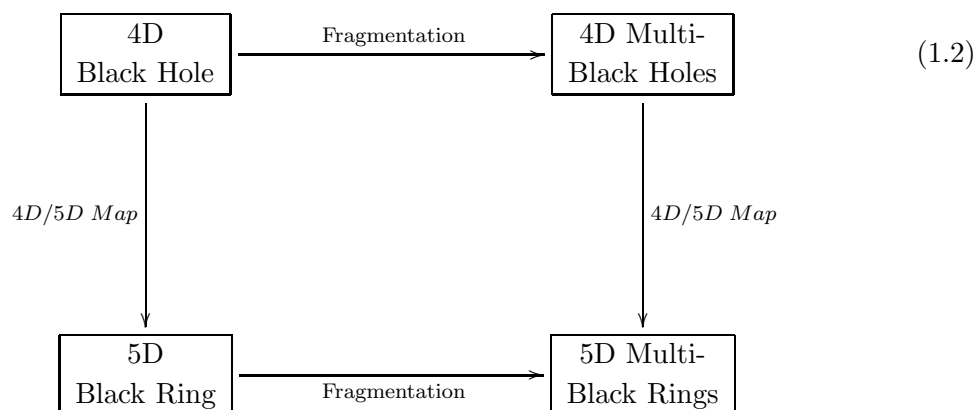 4D
Black Hole
Fragmentation
4D Multi-
Black Holes
(1.2)
4D/5D Map
4D/5D Map
5D
Black Ring
Fragmentation
5D Multi-
Black Rings